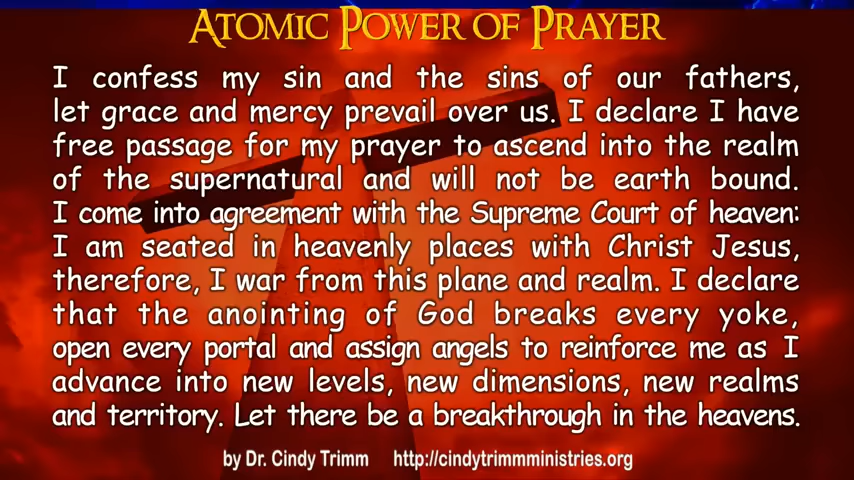 ATOMIC POWER OF PRAYER
I confess my sin and the sins of our fathers,
let grace and mercy prevail over us. I declare I have
free passage for my prayer to ascend into the realm
of the supernatural and will not be earth bound.
I come into agreement with the Supreme Court of heaven:
I am seated in heavenly places with Christ Jesus,
therefore, I war from this plane and realm. I declare
that the anointing of God breaks every yoke,
open every portal and assign angels to reinforce me as I
advance into new levels, new dimensions, new realms
and territory. Let there be a breakthrough in the heavens.
by Dr. Cindy Trimm http://cindytrimmministries.org